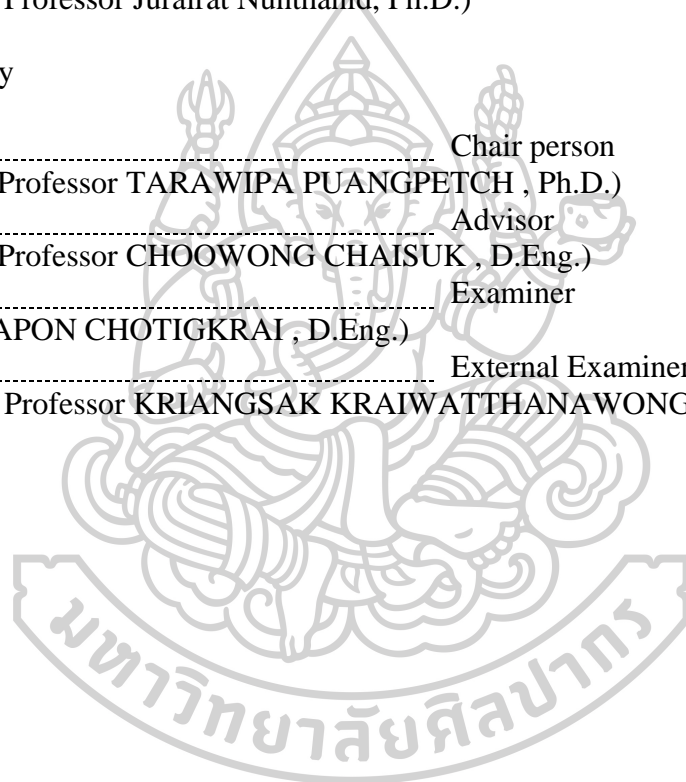 Professor Jurairat Nunthanid, Ph.D.)
y
Chair person
Professor TARAWIPA PUANGPETCH , Ph.D.)
Advisor
Professor CHOOWONG CHAISUK , D.Eng.)
Examiner
APON CHOTIGKRAI , D.Eng.)
External Examiner
Professor KRIANGSAK KRAIWATTHANAWONG
มหาวิทยาลัยศิลปากร